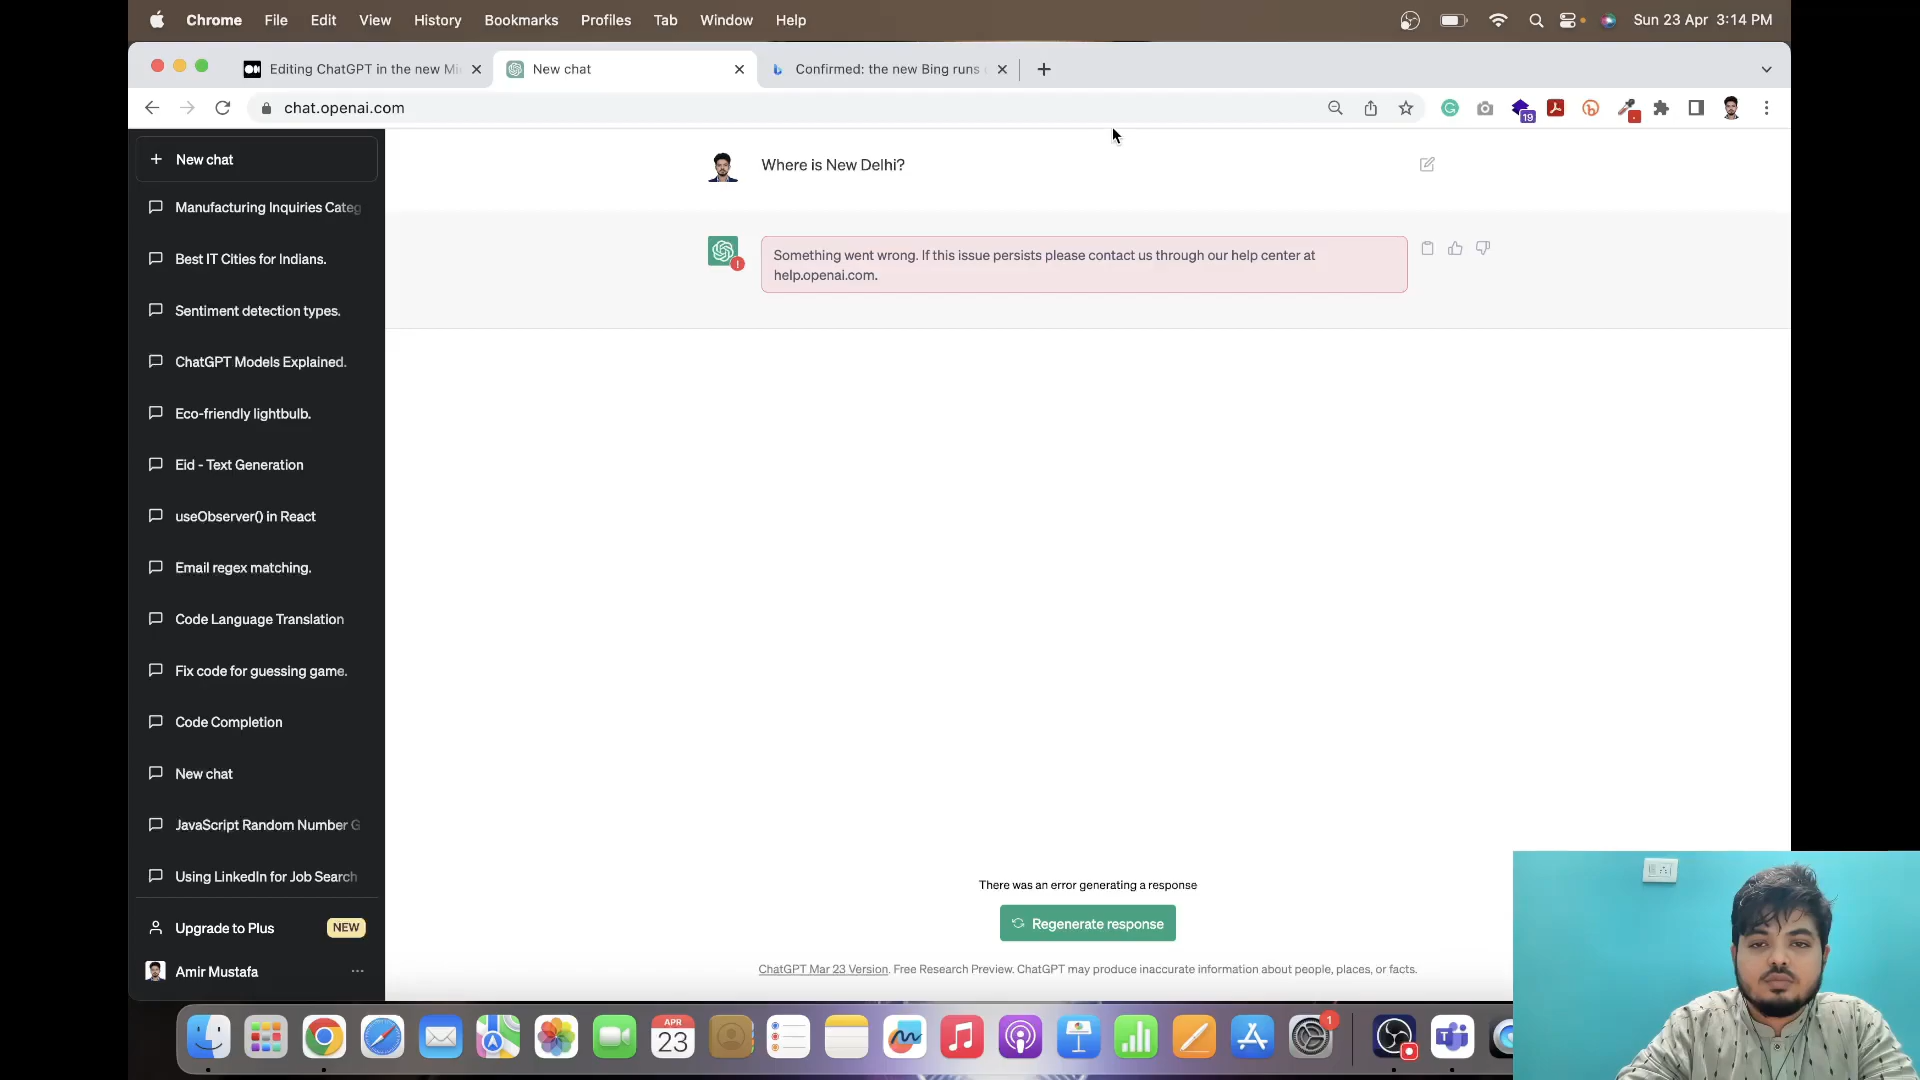 Chrome File Edit View History Bookmarks Profiles Tab Window Help Sun 23 Apr 3:14 PM
Editing ChatGPT in the new Mi New chat Confirmed: the new Bing runs
chat.openai.com 19
New chat
Manufacturing Inquiries Categ
Best IT Cities for Indians.
Sentiment detection types.
ChatGPT Models Explained.
Eco-friendly lightbulb.
Eid - Text Generation
useObserver() in React
Email regex matching.
Code Language Translation
Fix code for guessing game.
Code Completion
New chat
JavaScript Random Number G
Using LinkedIn for Job Search
Upgrade to Plus NEW
Amir Mustafa
Where is New Delhi?
Something went wrong. If this issue persists please contact us through our help center at
help.openai.com.
There was an error generating a response
Regenerate response
ChatGPT Mar 23 Version. Free Research Preview. ChatGPT may produce inaccurate information about people, places, or facts.
APR
23
1